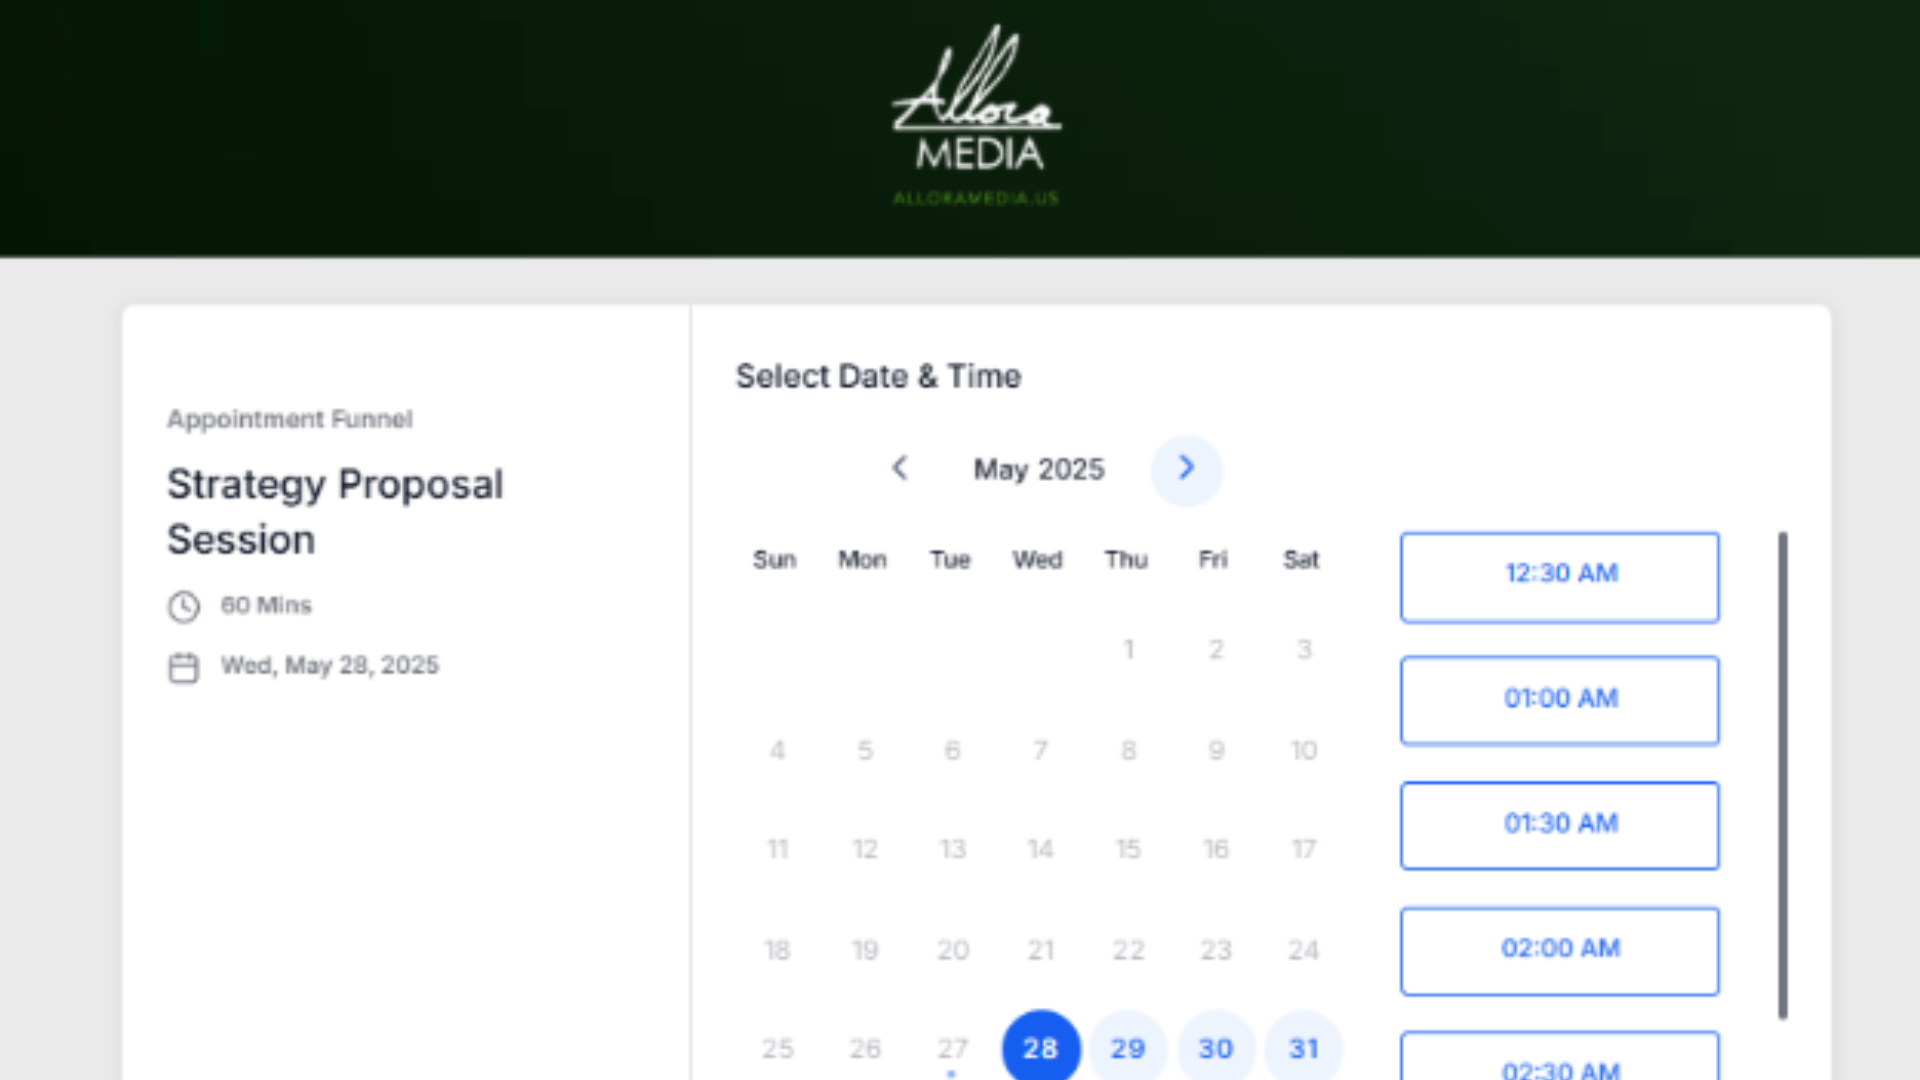 Allora
MEDIA
ALLORAMEDIA.US
Appointment Funnel
Strategy Proposal
Session
60 Mins
Wed, May 28, 2025
Select Date & Time
May 2025
Sun Mon Tue Wed Thu Fri Sat
1 2 3
4 5 6 7 8 9 10
11 12 13 14 15 16 17
18 19 20 21 22 23 24
25 26 27 28 29 30 31
12:30 AM
01:00 AM
01:30 AM
02:00 AM
02:30 AM